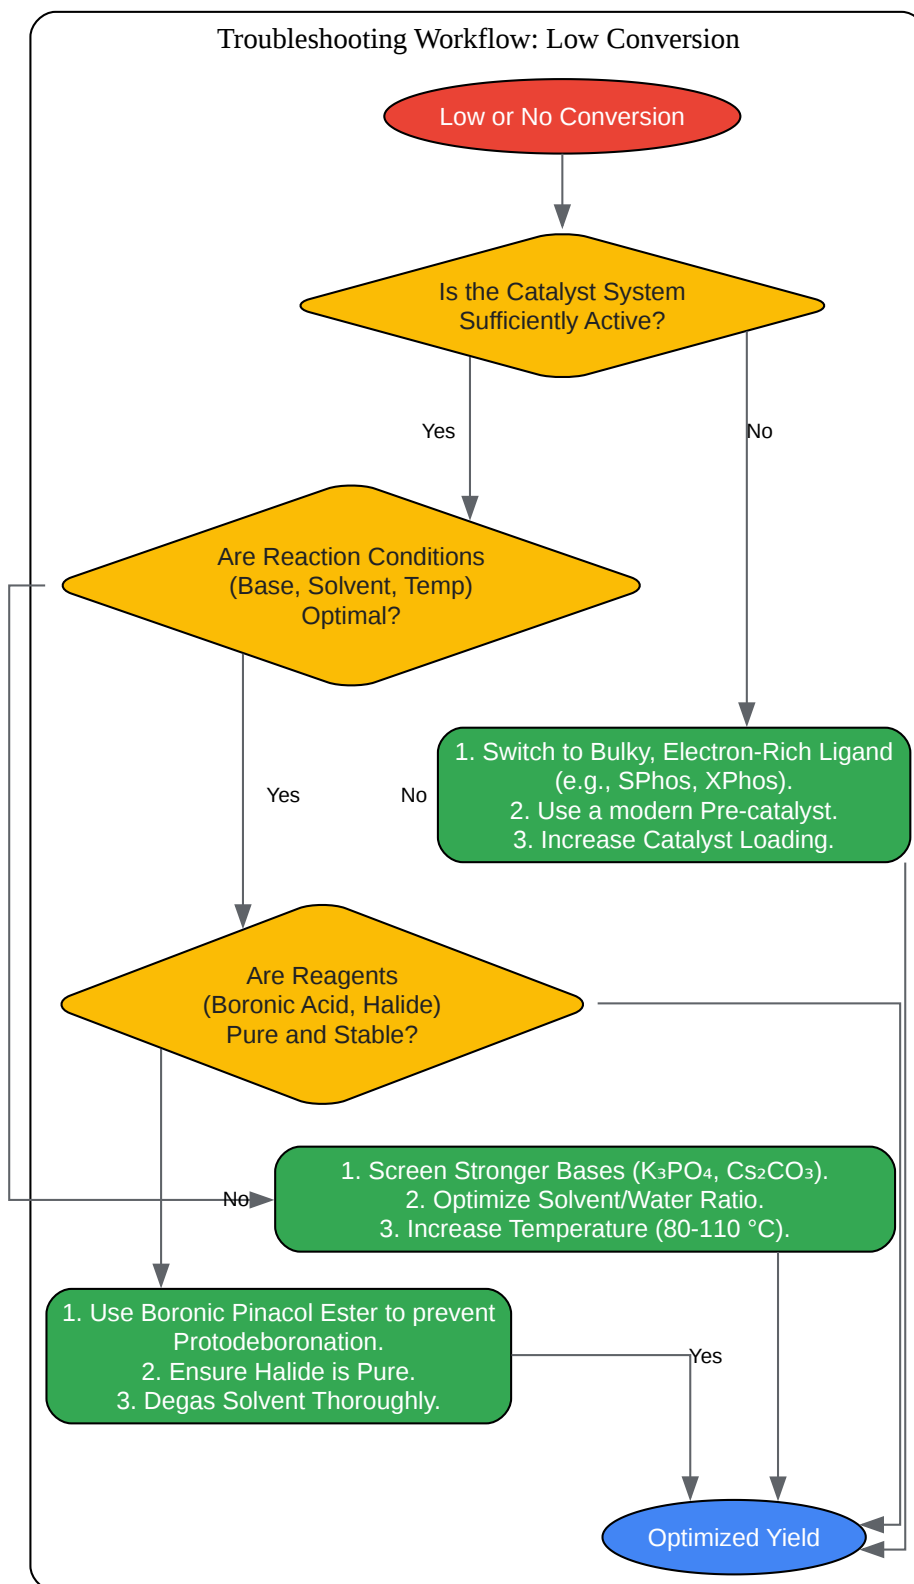 Troubleshooting Workflow: Low Conversion
Low or No Conversion
Is the Catalyst System
Sufficiently Active?
Yes
No
Are Reaction Conditions
(Base, Solvent, Temp)
Optimal?
1. Switch to Bulky, Electron-Rich Ligand
(e.g., SPhos, XPhos).
2. Use a modern Pre-catalyst.
3. Increase Catalyst Loading.
Yes
No
Are Reagents
(Boronic Acid, Halide)
Pure and Stable?
1. Screen Stronger Bases (K₃PO₄, Cs₂CO₃).
2. Optimize Solvent/Water Ratio.
3. Increase Temperature (80-110 °C).
No
1. Use Boronic Pinacol Ester to prevent
Protodeboronation.
2. Ensure Halide is Pure.
3. Degas Solvent Thoroughly.
Yes
Optimized Yield